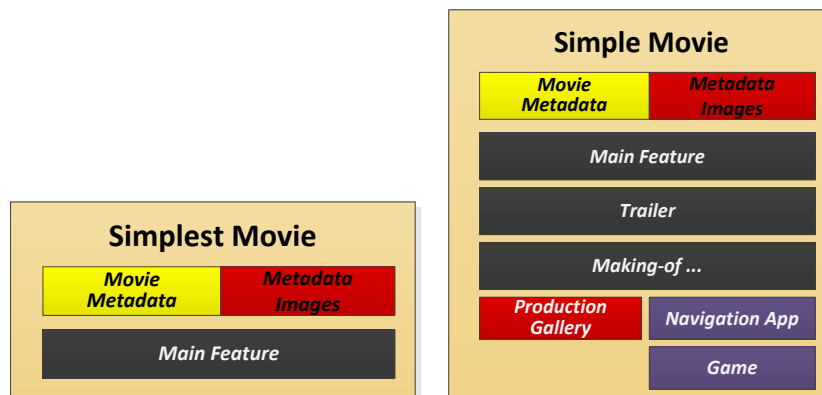 Simplest Movie
Movie
Metadata
Metadata
Images
Main Feature
Simple Movie
Movie
Metadata
Metadata
Images
Main Feature
Trailer
Making-of ...
Production
Gallery
Navigation App
Game